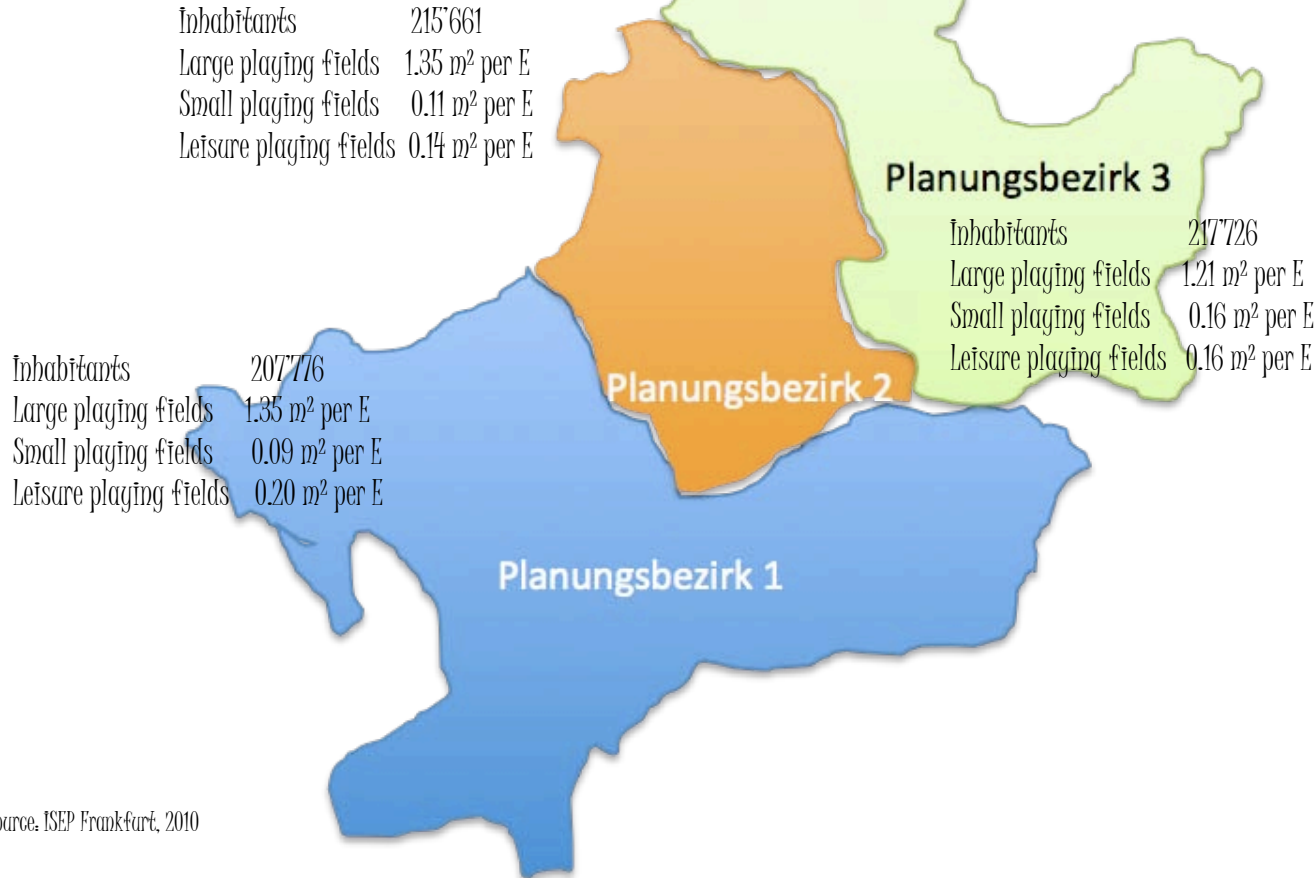 Inhabitants 215'661
Large playing fields 1.35 m² per E
Small playing fields 0.11 m² per E
Leisure playing fields 0.14 m² per E
Planungsbezirk 3
Inhabitants 217'726
Large playing fields 1.21 m² per E
Small playing fields 0.16 m² per E
Leisure playing fields 0.16 m² per E
Planungsbezirk 2
Inhabitants 207'776
Large playing fields 1.35 m² per E
Small playing fields 0.09 m² per E
Leisure playing fields 0.20 m² per E
Planungsbezirk 1
ource: ISEP Frankfurt, 2010